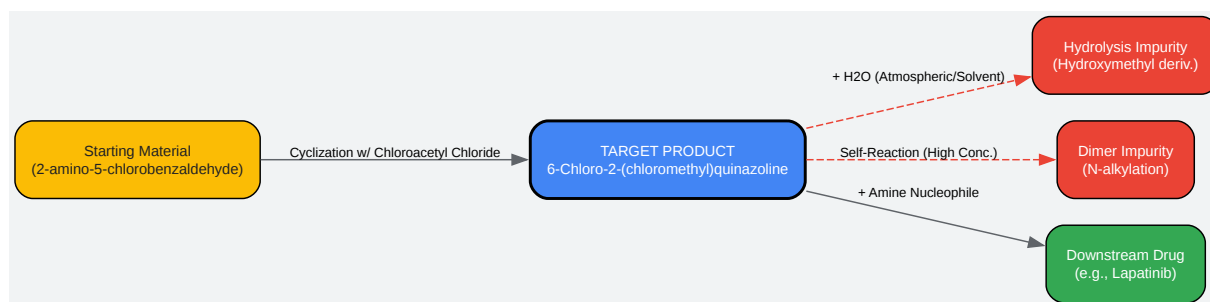 Starting Material
(2-amino-5-chlorobenzaldehyde)
Cyclization w/ Chloroacetyl Chloride
TARGET PRODUCT
6-Chloro-2-(chloromethyl)quinazoline
+ H2O (Atmospheric/Solvent)
Hydrolysis Impurity
(Hydroxymethyl deriv.)
Self-Reaction (High Conc.)
Dimer Impurity
(N-alkylation)
+ Amine Nucleophile
Downstream Drug
(e.g., Lapatinib)